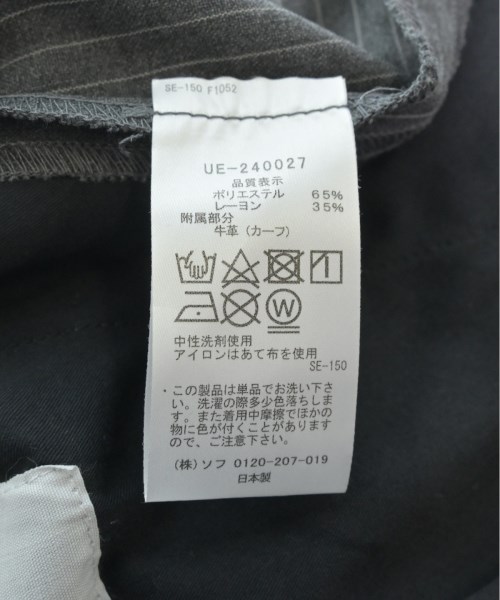 SE-150 F1052
UE-240027
品質表示
ポリエステル 65%
レーヨン 35%
附属部分
牛革(カーフ)
W
中性洗剤使用
アイロンはあて布を使用
SE-150
・この製品は単品でお洗い下さ
い。洗濯の際多少色落ちしま
す。また着用中摩擦でほかの
物に色が付くことがあります
ので、ご注意下さい。
(株)ソフ 0120-207-019
日本製